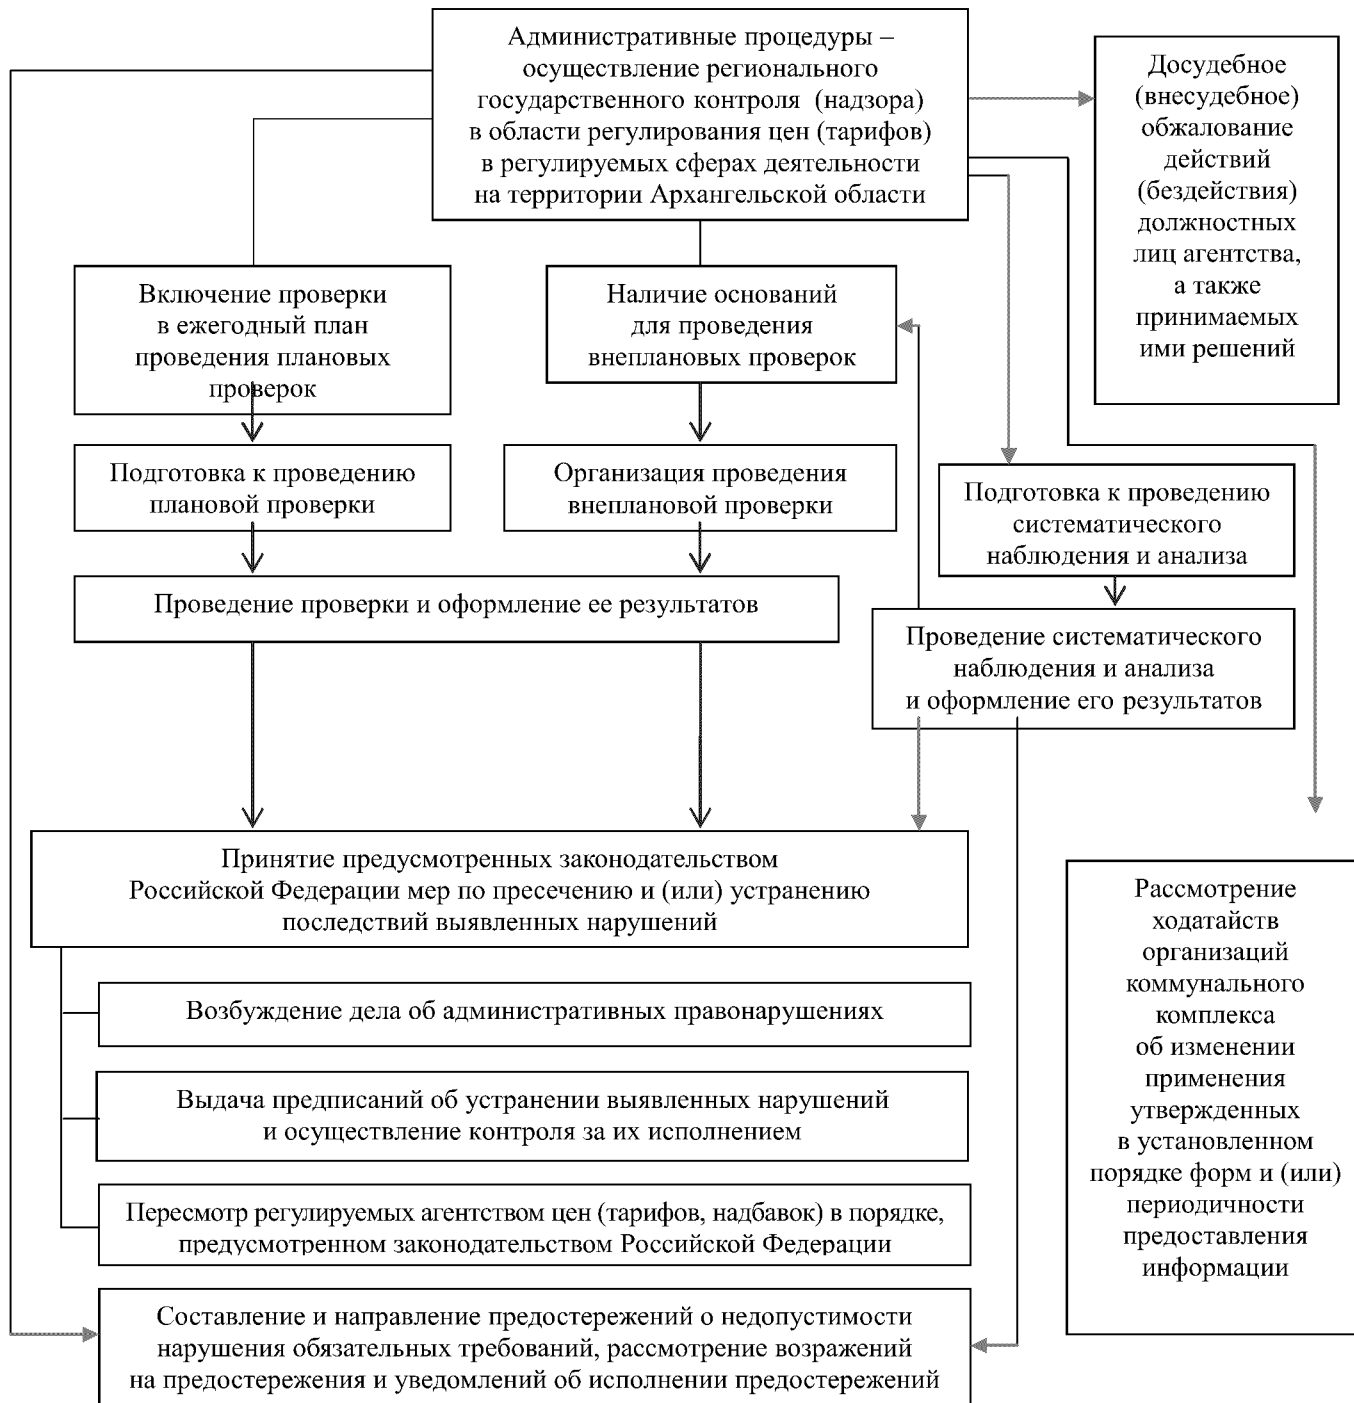 Административные процедуры –
осуществление регионального
государственного контроля (надзора)
в области регулирования цен (тарифов)
в регулируемых сферах деятельности
на территории Архангельской области
Досудебное
(внесудебное)
обжалование
действий
(бездействия)
должностных
лиц агентства,
а также
принимаемых
ими решений
Включение проверки
в ежегодный план
проведения плановых
проверок
Наличие оснований
для проведения
внеплановых проверок
Подготовка к проведению
плановой проверки
Организация проведения
внеплановой проверки
Подготовка к проведению
систематического
наблюдения и анализа
Проведение проверки и оформление ее результатов
Проведение систематического
наблюдения и анализа
и оформление его результатов
Принятие предусмотренных законодательством
Российской Федерации мер по пресечению и (или) устранению
последствий выявленных нарушений
Рассмотрение
ходатайств
организаций
коммунального
комплекса
об изменении
применения
утвержденных
в установленном
порядке форм и (или)
периодичности
предоставления
информации
Возбуждение дела об административных правонарушениях
Выдача предписаний об устранении выявленных нарушений
и осуществление контроля за их исполнением
Пересмотр регулируемых агентством цен (тарифов, надбавок) в порядке,
предусмотренном законодательством Российской Федерации
Составление и направление предостережений о недопустимости
нарушения обязательных требований, рассмотрение возражений
на предостережения и уведомлений об исполнении предостережений